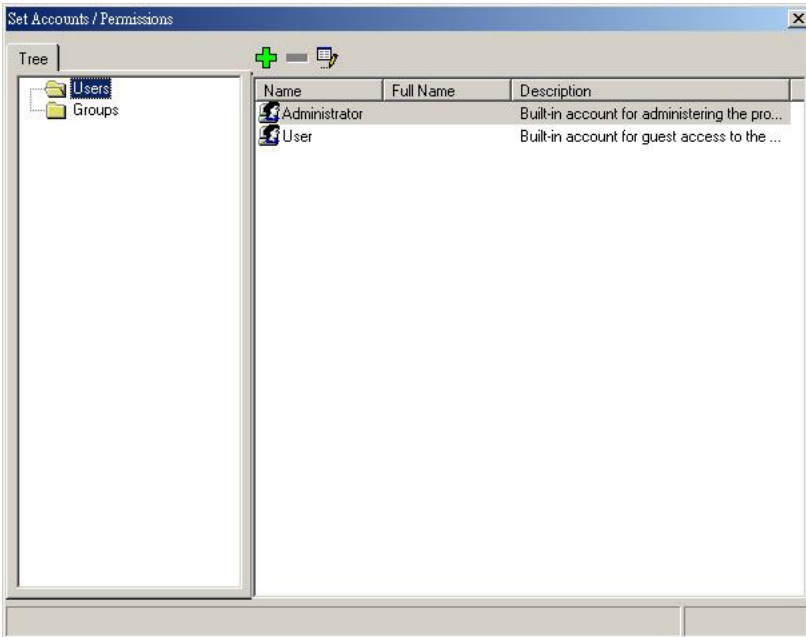 Set Accounts / Permissions
Tree
Users
Groups
Name Full Name Description
Administrator Built-in account for administering the pro...
User Built-in account for guest access to the ...